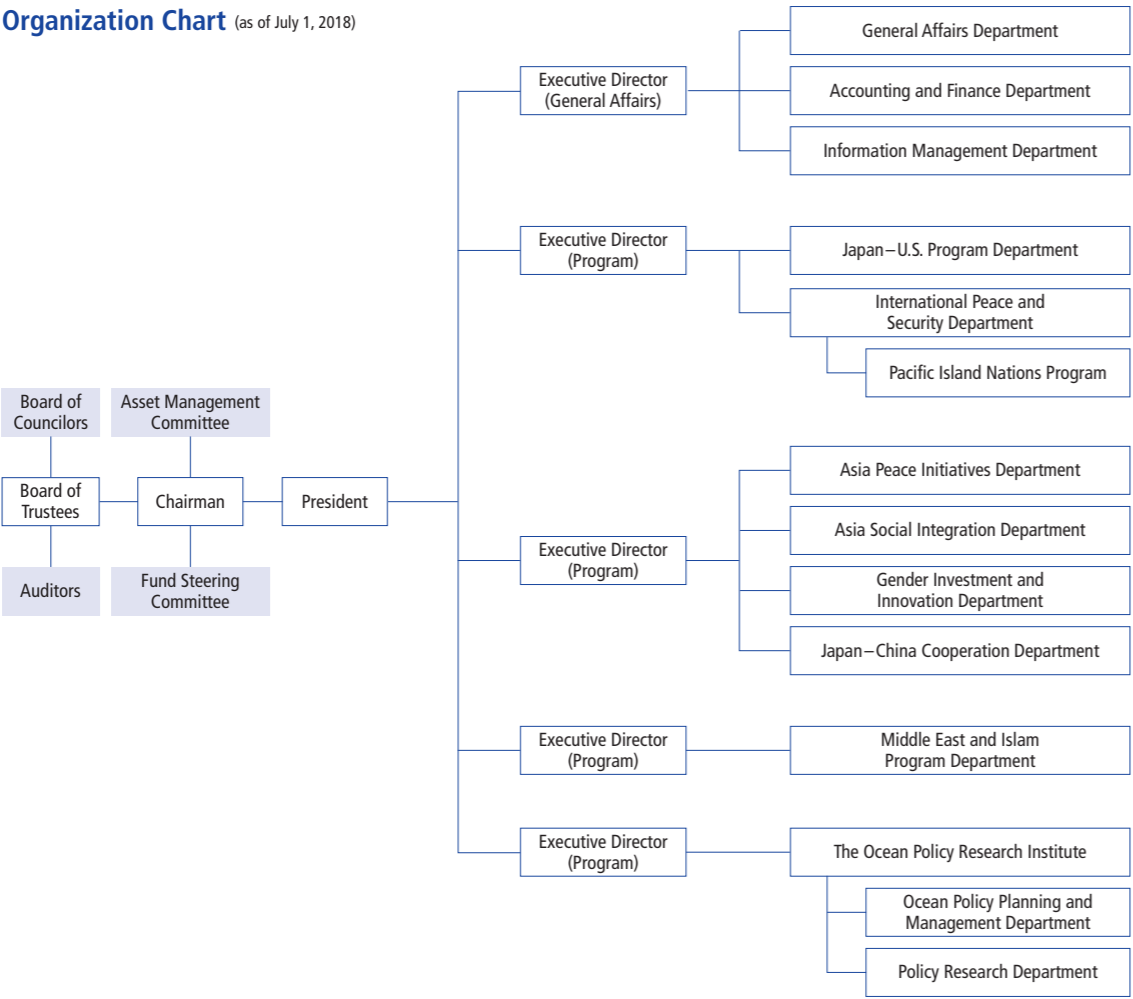 Organization Chart (as of July 1, 2018)
General Affairs Department
Executive Director
(General Affairs)
Accounting and Finance Department
Information Management Department
Executive Director
(Program)
Japan–U.S. Program Department
International Peace and
Security Department
Pacific Island Nations Program
Board of
Councilors
Asset Management
Committee
Board of
Trustees
Chairman
President
Auditors
Fund Steering
Committee
Executive Director
(Program)
Asia Peace Initiatives Department
Asia Social Integration Department
Gender Investment and
Innovation Department
Japan–China Cooperation Department
Executive Director
(Program)
Middle East and Islam
Program Department
Executive Director
(Program)
The Ocean Policy Research Institute
Ocean Policy Planning and
Management Department
Policy Research Department